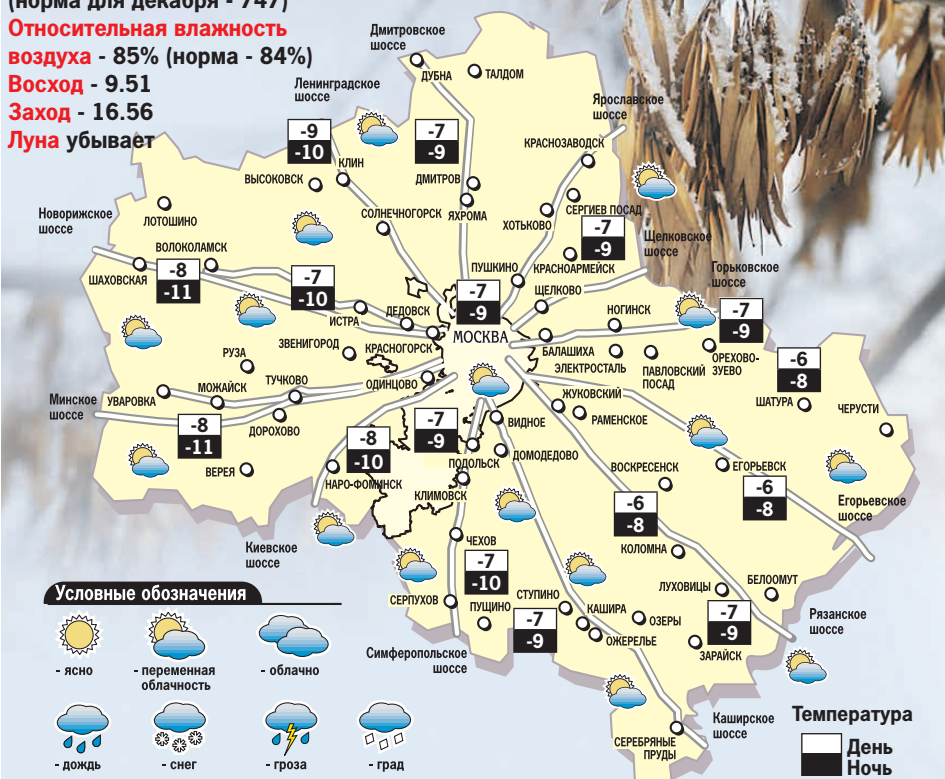 (норма для декабря - 747)
Относительная влажность
воздуха - 85% (норма - 84%)
Восход - 9.51
Заход - 16.56
Луна убывает
Дмитровское
шоссе
ДУБНА
ТАЛДОМ
Ленинградское
шоссе
Ярославское
шоссе
-9
-10
-7
-9
КРАСНОЗАВОДСК
КЛИН
ВЫСОКОВСК
ДМИТРОВ
ЛОТОШИНО
СОЛНЕЧНОГОРСК
ЯХРОМА
ХОТЬКОВО
СЕРГИЕВ ПОСАД
-7
-9
Новорижское
шоссе
Щелковское
шоссе
ВОЛОКОЛАМСК
ШАХОВСКАЯ
-8
-11
-7
-10
ПУШКИНО
КРАСНОАРМЕЙСК
Горьковское
шоссе
-7
-9
ЩЕЛКОВО
ИСТРА
ДЕДОВСК
НОГИНСК
-7
-9
МОСКВА
ЗВЕНИГОРОД
КРАСНОГОРСК
БАЛАШИХА
ЭЛЕКТРОСТАЛЬ
ПАВЛОВСКИЙ
ПОСАД
ОРЕХОВО-
ЗУЕВО
-6
-8
РУЗА
ТУЧКОВО
ОДИНЦОВО
МОЖАЙСК
УВАРОВКА
Минское
шоссе
ЖУКОВСКИЙ
РАМЕНСКОЕ
ШАТУРА
ЧЕРУСТИ
-8
-11
ДОРОХОВО
-7
-9
ВИДНОЕ
-8
-10
ДОМОДЕДОВО
ПОДОЛЬСК
ВЕРЕЯ
НАРО-ФОМИНСК
КЛИМОВСК
ВОСКРЕСЕНСК
ЕГОРЬЕВСК
-6
-8
-6
-8
Егорьевское
шоссе
Киевское
шоссе
ЧЕХОВ
КОЛОМНА
-7
-10
СЕРПУХОВ
ПУЩИНО
СТУПИНО
-7
-9
КАШИРА
ОЖЕРЕЛЬЕ
ОЗЕРЫ
ЛУХОВИЦЫ
БЕЛООМУТ
-7
-9
ЗАРАЙСК
Рязанское
шоссе
Симферопольское
шоссе
Каширское
шоссе
СЕРЕБРЯНЫЕ
ПРУДЫ
Условные обозначения
- ясно
- переменная
облачность
- облачно
- дождь
- снег
- гроза
- град
Температура
День
Ночь